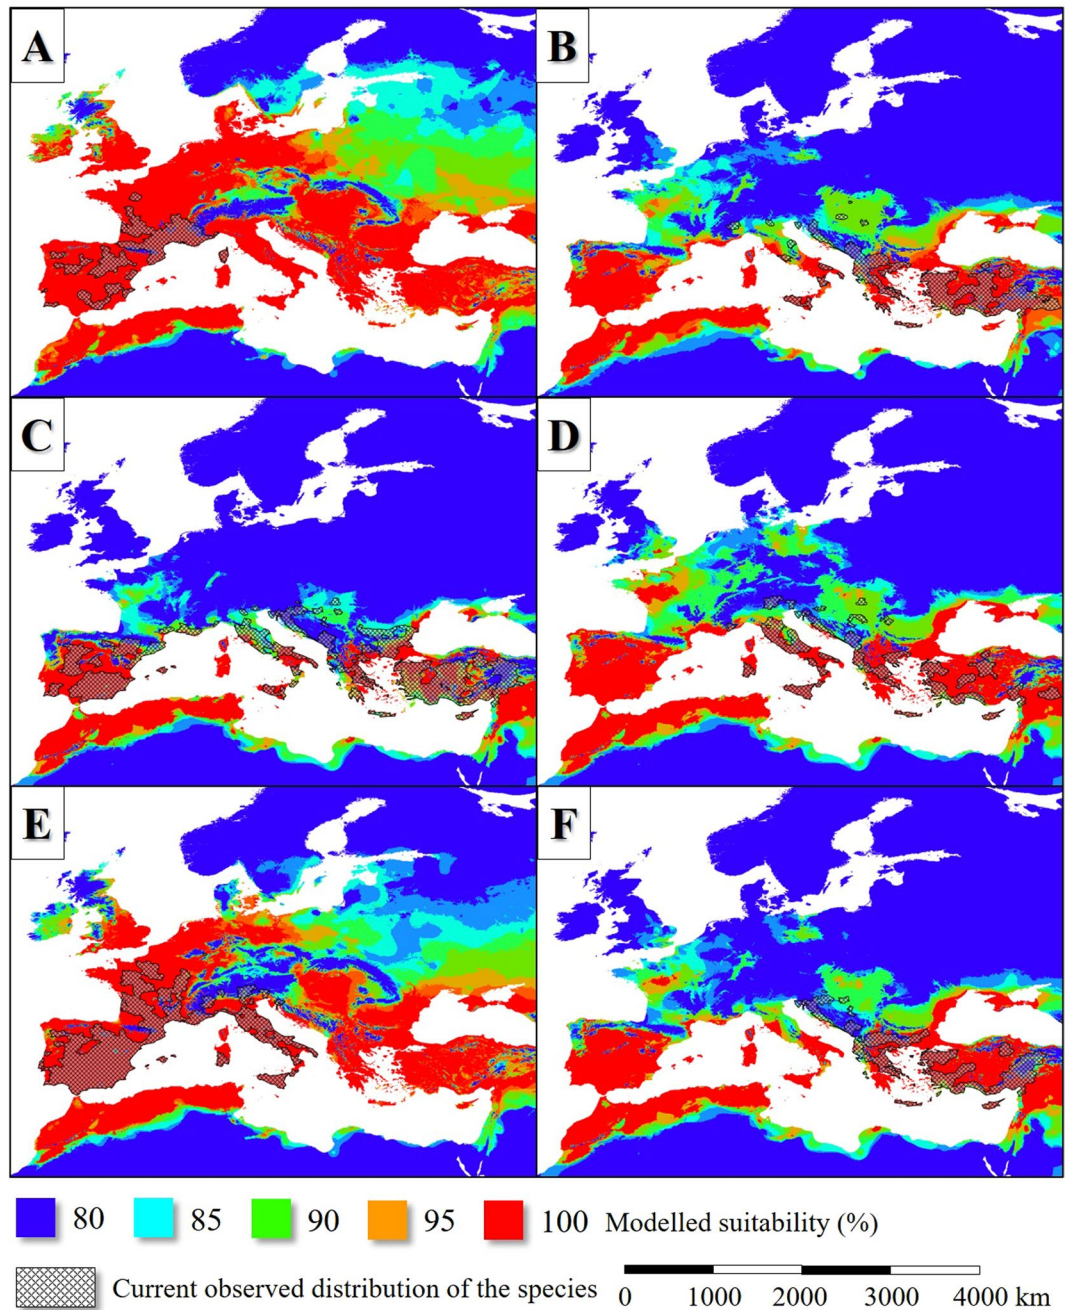 A
B
C
D
E
F
80 85 90 95 100 Modelled suitability (%)
Current observed distribution of the species
0 1000 2000 3000 4000 km